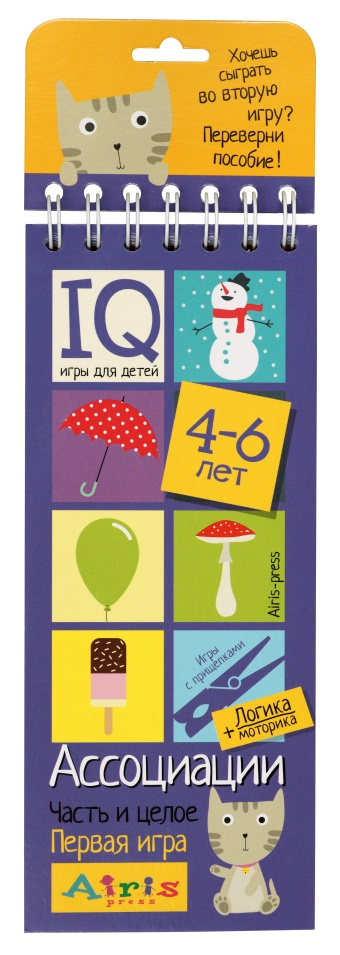 Хочешь
сыграть
во вторую
игру?
Переверни
пособие!
IQ
игры для детей
4-6
лет
Airis-press
Игры
с прищепками
+ Логика
моторика
Ассоциации
Часть и целое
Первая игра
Airis
press